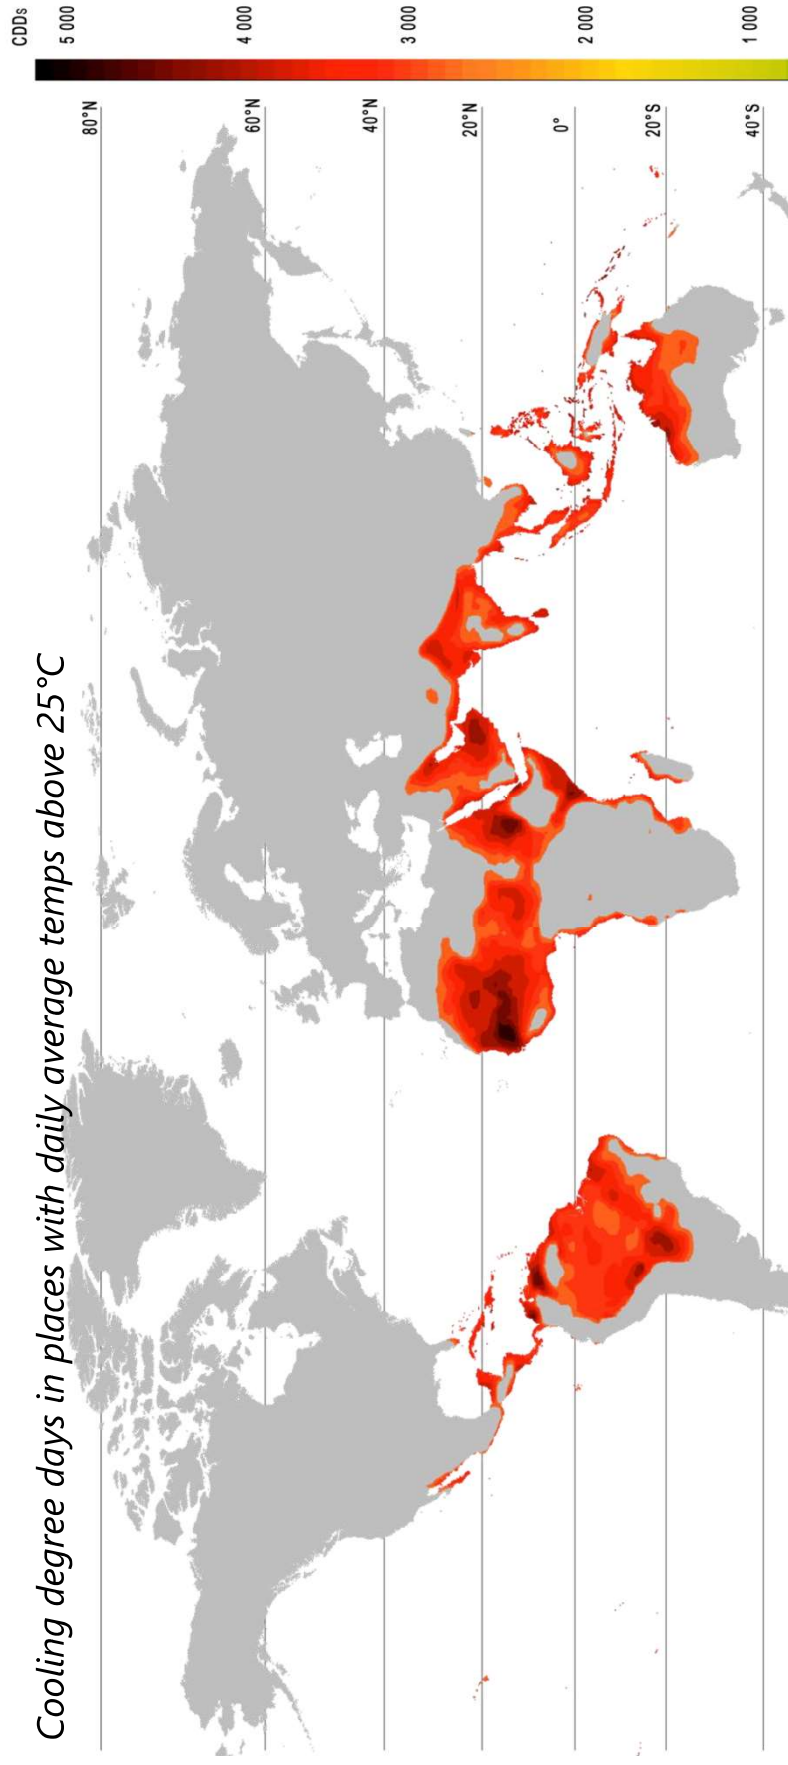 Cooling degree days in places with daily average temps above 25°C
80°N
60°N
40°N
20°N
0°
20°S
40°S
CDDs
5 000
4 000
3 000
2 000
1 000